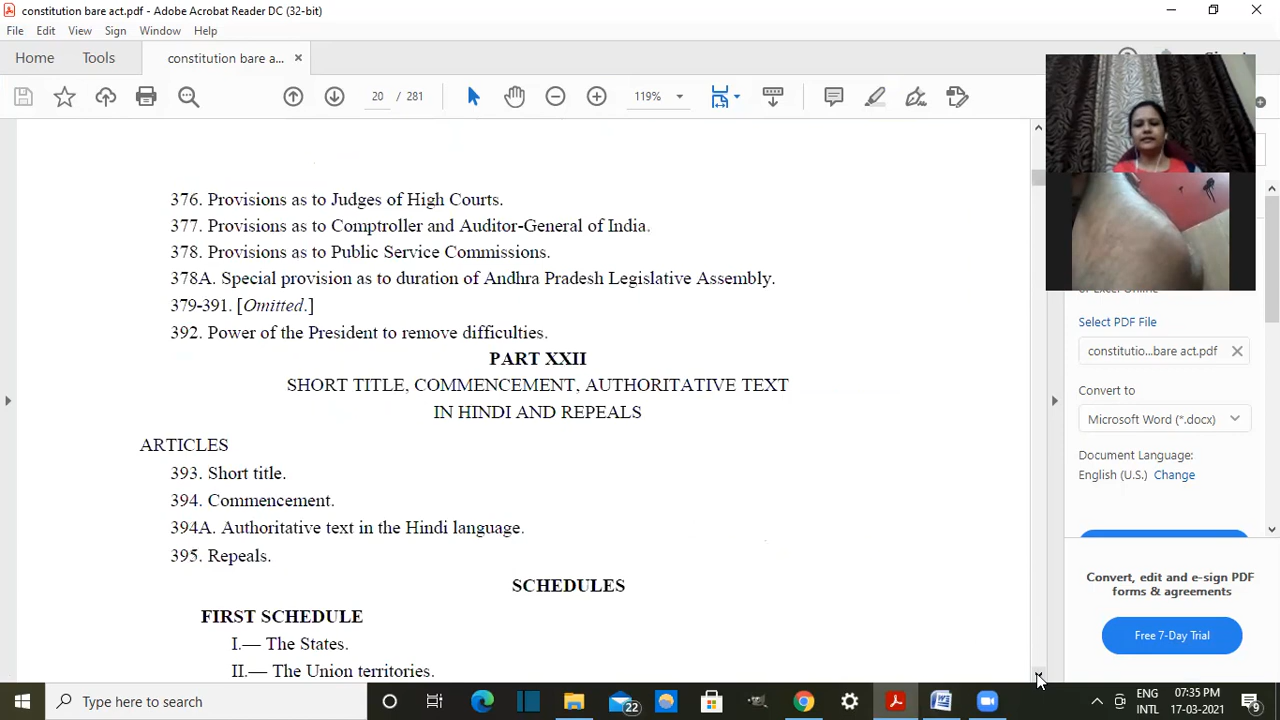 constitution bare act.pdf - Adobe Acrobat Reader DC (32-bit)
File Edit View Sign Window Help
Home Tools constitution bare a... ×
20 / 281 119%
376. Provisions as to Judges of High Courts.
377. Provisions as to Comptroller and Auditor-General of India.
378. Provisions as to Public Service Commissions.
378A. Special provision as to duration of Andhra Pradesh Legislative Assembly.
379-391. [Omitted.]
392. Power of the President to remove difficulties.
PART XXII
SHORT TITLE, COMMENCEMENT, AUTHORITATIVE TEXT
IN HINDI AND REPEALS
ARTICLES
393. Short title.
394. Commencement.
394A. Authoritative text in the Hindi language.
395. Repeals.
SCHEDULES
FIRST SCHEDULE
I.— The States.
II.— The Union territories.
Select PDF File
constitutio...bare act.pdf
Convert to
Microsoft Word (*.docx)
Document Language:
English (U.S.) Change
Convert, edit and e-sign PDF
forms & agreements
Free 7-Day Trial
Type here to search
22
ENG
INTL
07:35 PM
17-03-2021
9